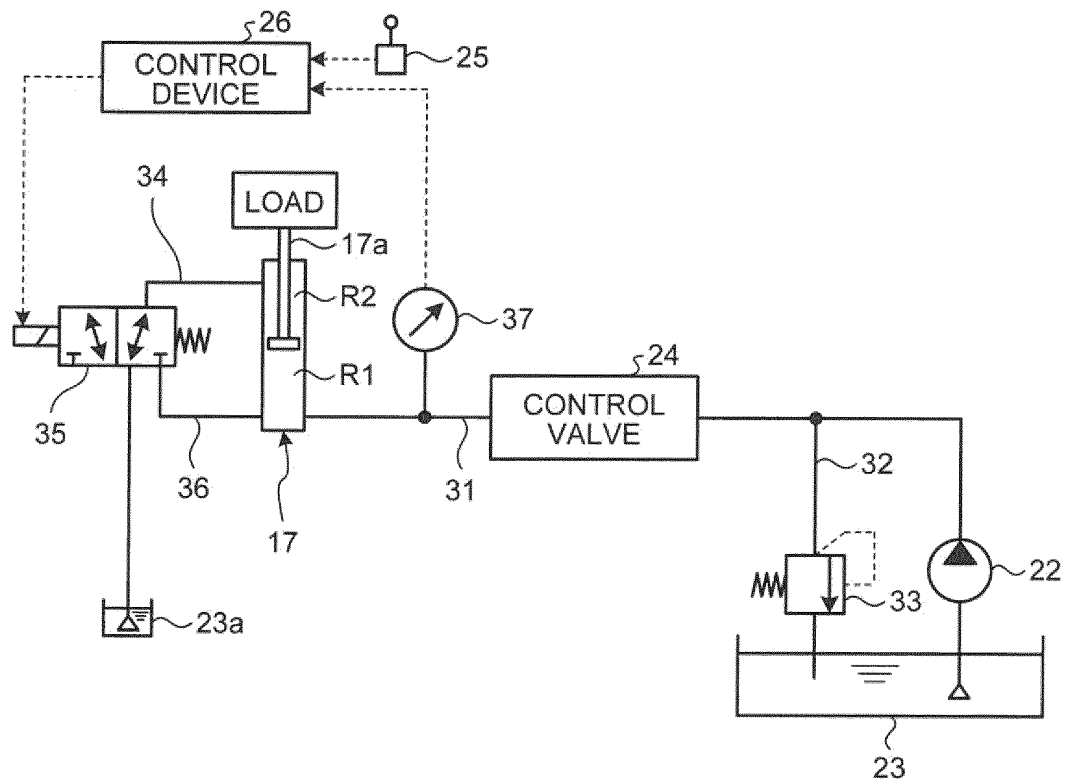 26
CONTROL
DEVICE
25
34
LOAD
17a
R2
37
R1
24
CONTROL
VALVE
35
36
31
32
17
22
33
23a
23